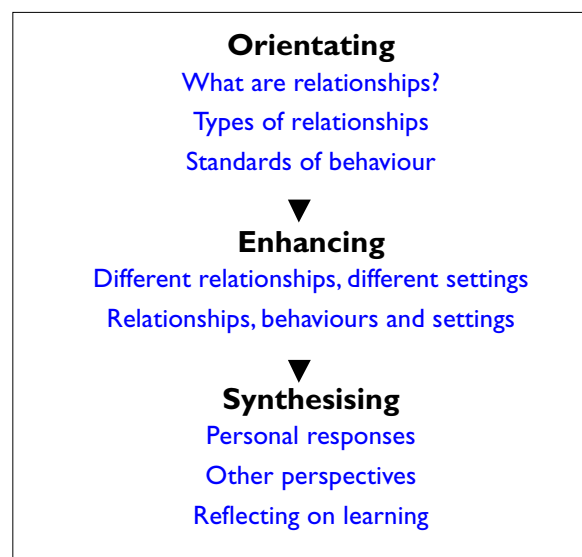 Orientating
What are relationships?
Types of relationships
Standards of behaviour
Enhancing
Different relationships, different settings
Relationships, behaviours and settings
Synthesising
Personal responses
Other perspectives
Reflecting on learning